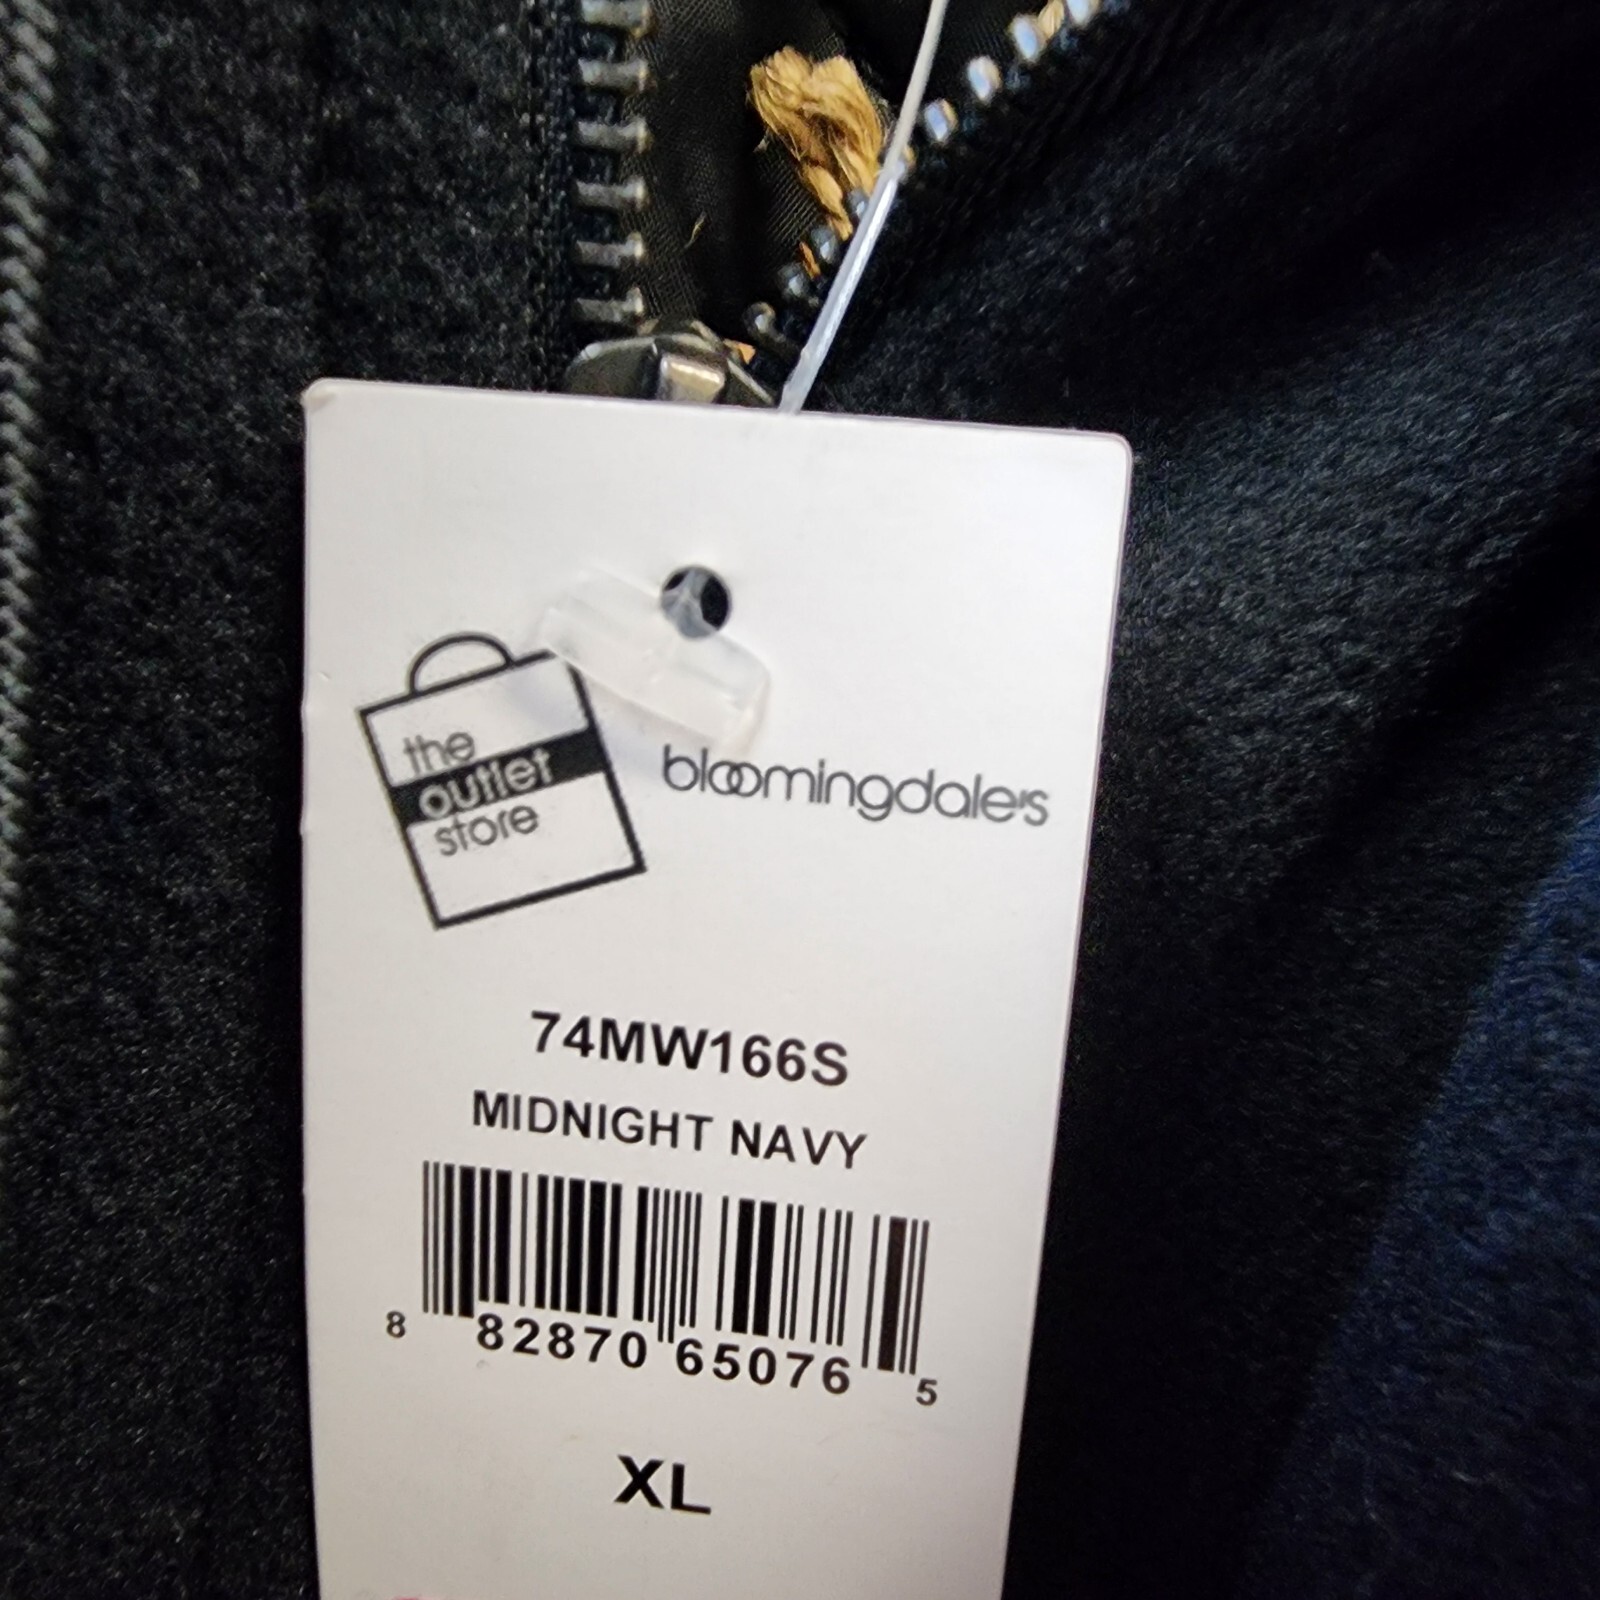 the
outlet
store
bloomingdale's
74MW166S
MIDNIGHT NAVY
8 82870 65076 5
XL